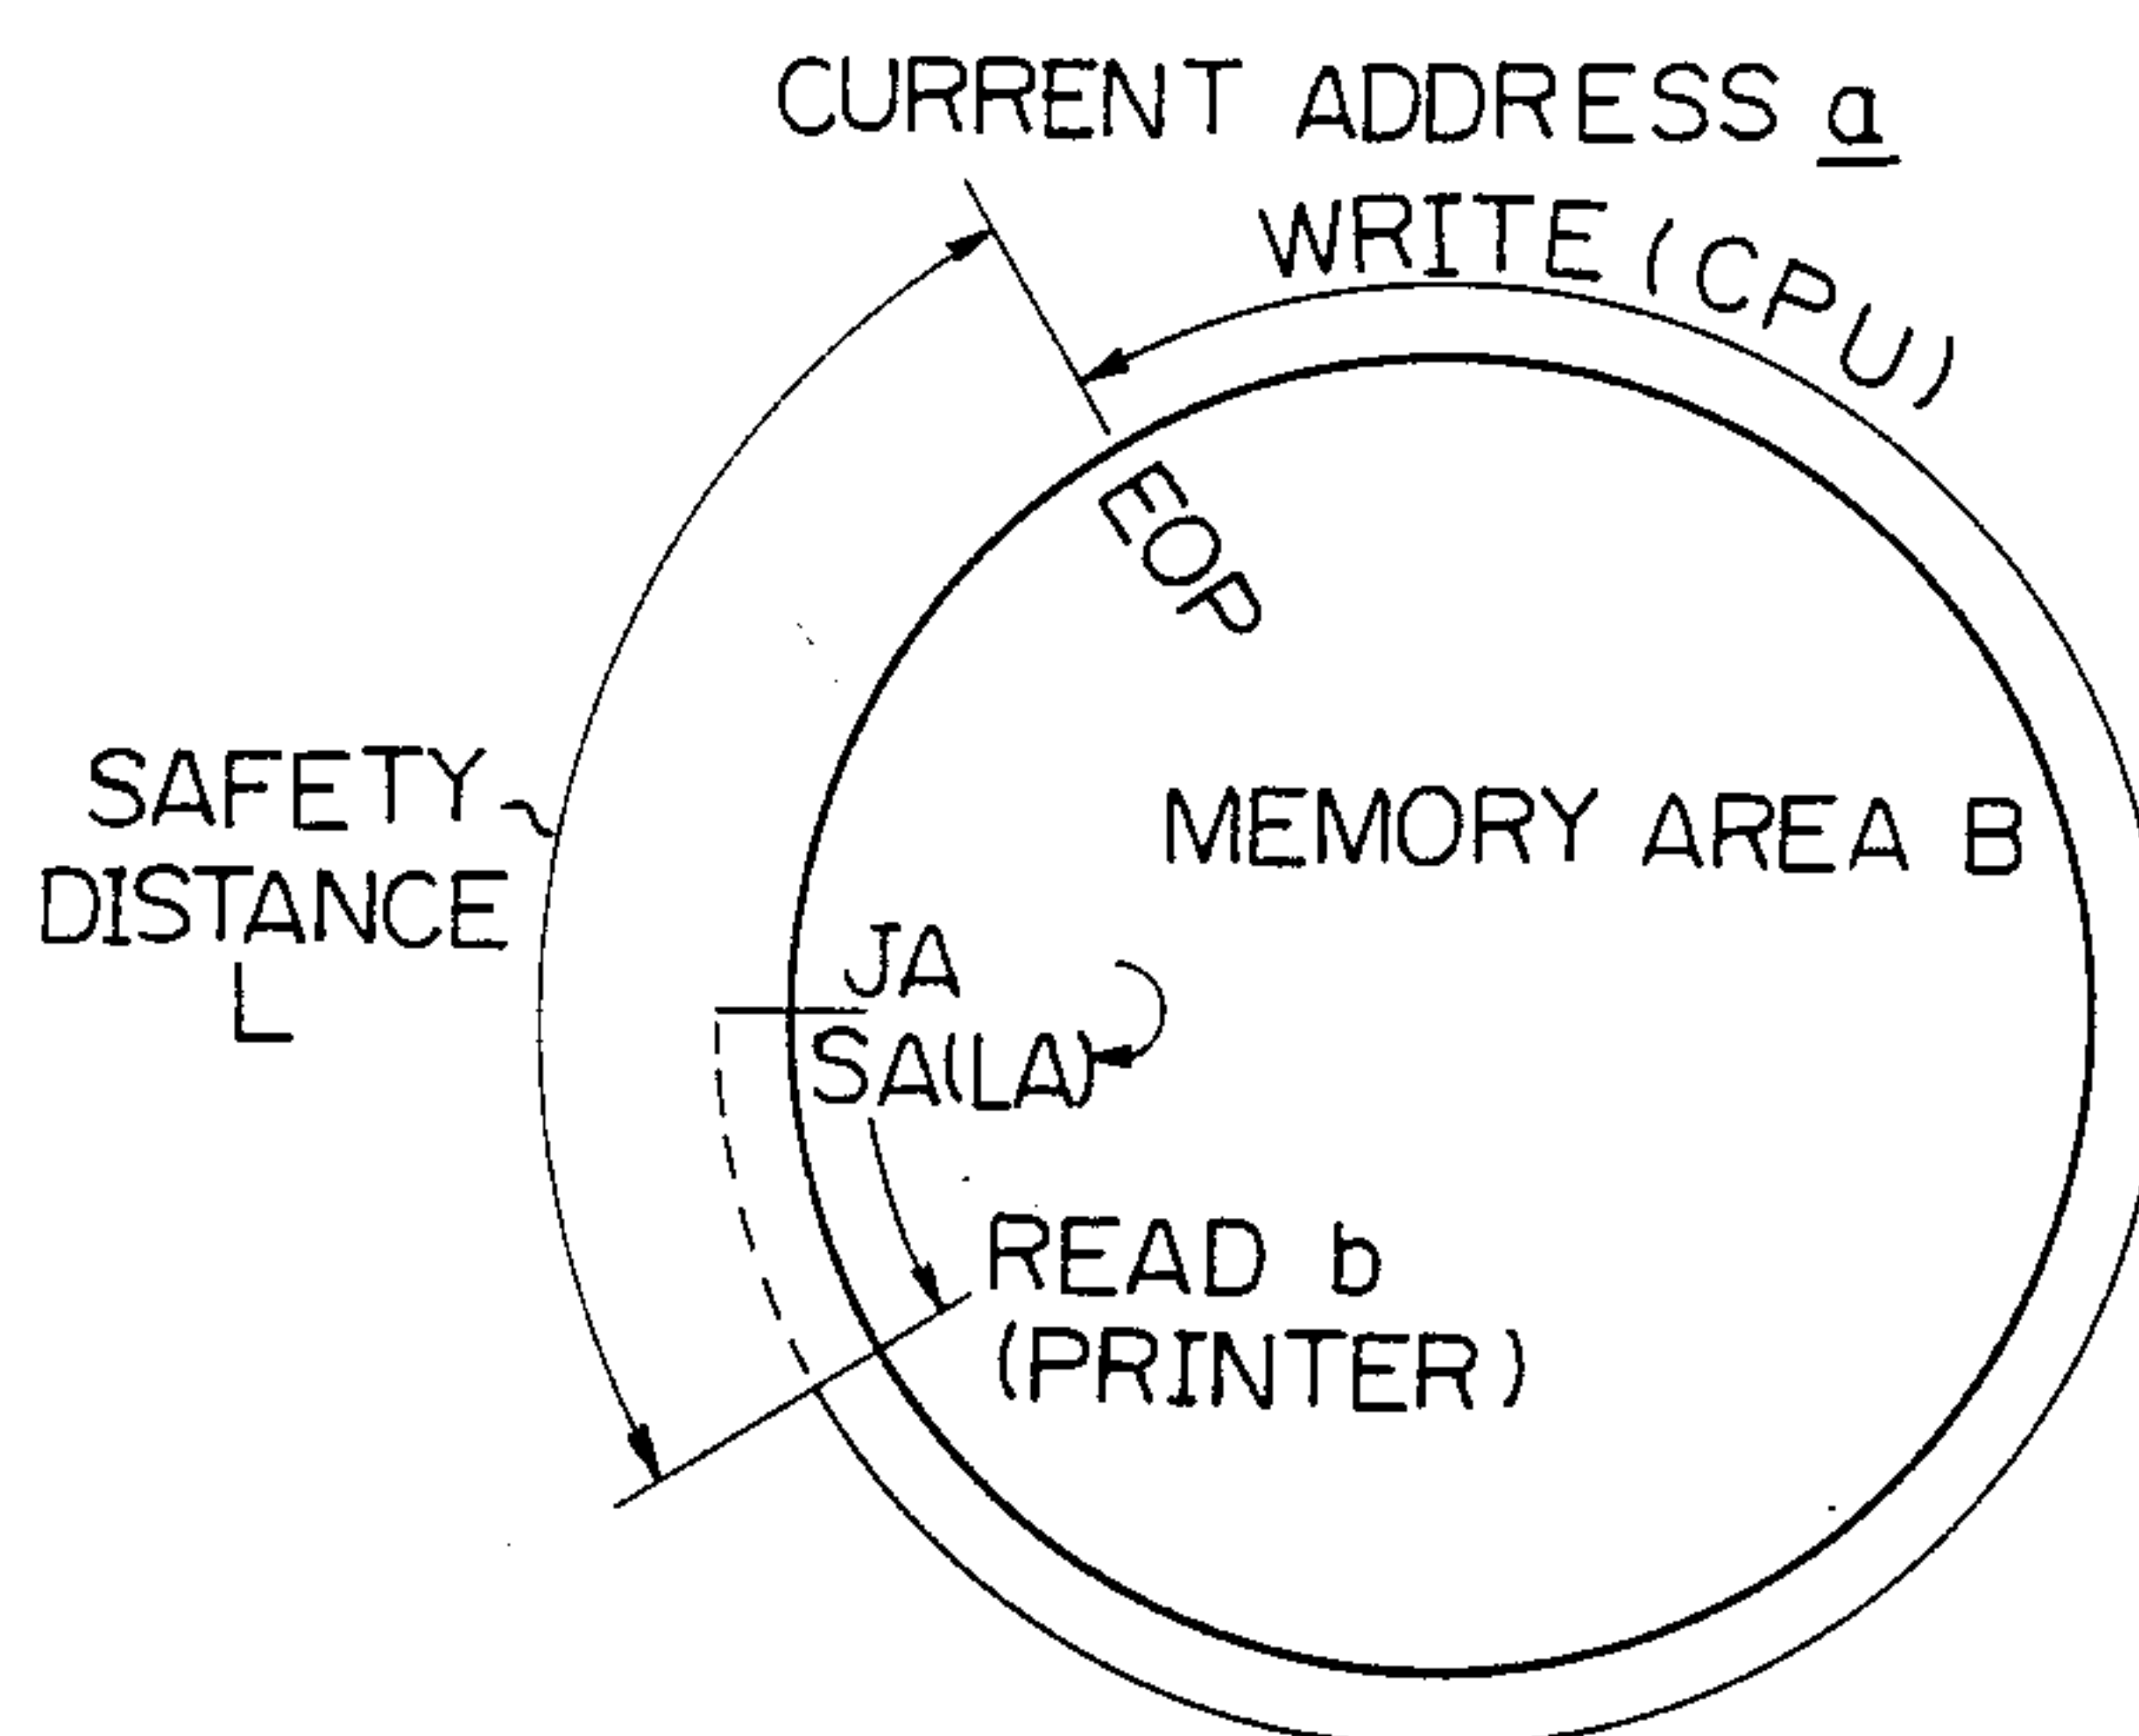 CURRENT ADDRESS a
WRITE (CPU)
EOP
SAFETY
DISTANCE
L
MEMORY AREA B
JA
SA(LA)
READ b
(PRINTER)